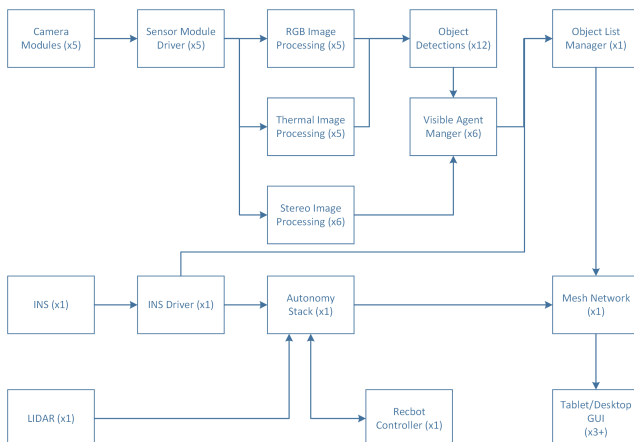 Camera
Modules (x5)
Sensor Module
Driver (x5)
RGB Image
Processing (x5)
Object
Detections (x12)
Object List
Manager (x1)
Thermal Image
Processing (x5)
Visible Agent
Manger (x6)
Stereo Image
Processing (x6)
INS (x1)
INS Driver (x1)
Autonomy
Stack (x1)
Mesh Network
(x1)
LIDAR (x1)
Recbot
Controller (x1)
Tablet/Desktop
GUI
(x3+)